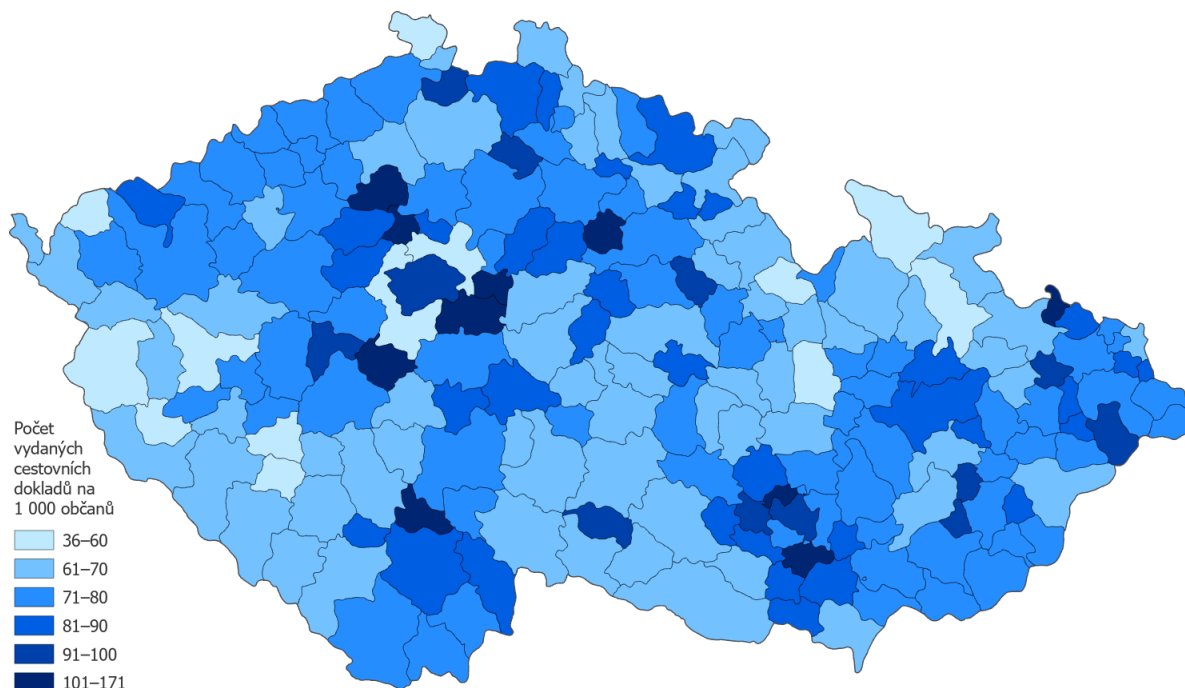 Počet
vydaných
cestovních
dokladů na
1 000 občanů
36–60
61–70
71–80
81–90
91–100
101–171